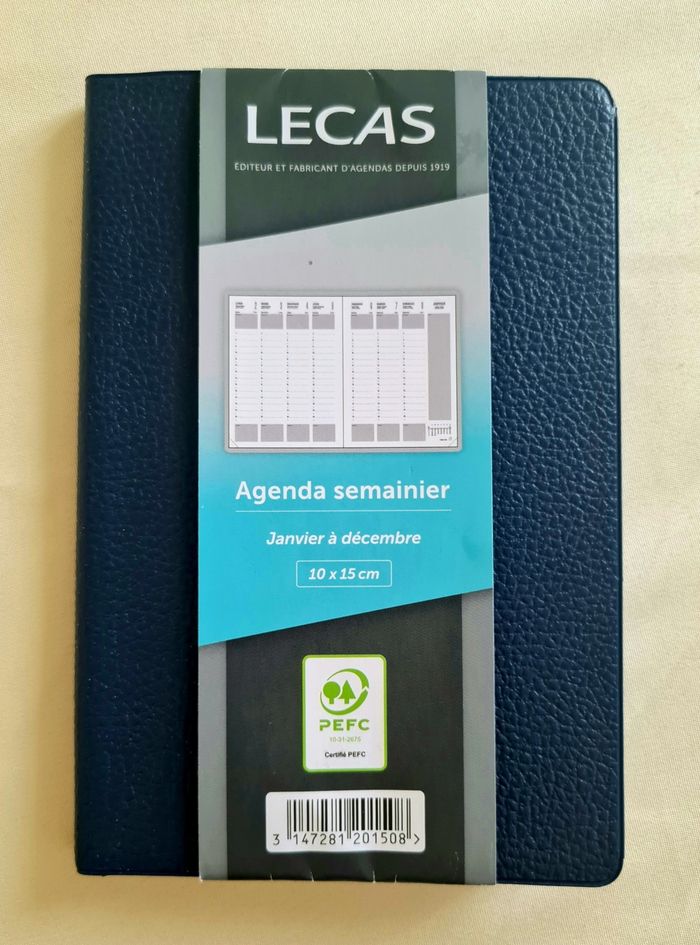 LECAS
ÉDITEUR ET FABRICANT D'AGENDAS DEPUIS 1919
Agenda semainier
Janvier à décembre
10 x 15 cm
PEFC
10-31-2675
Certifié PEFC
3 147281 201508 >